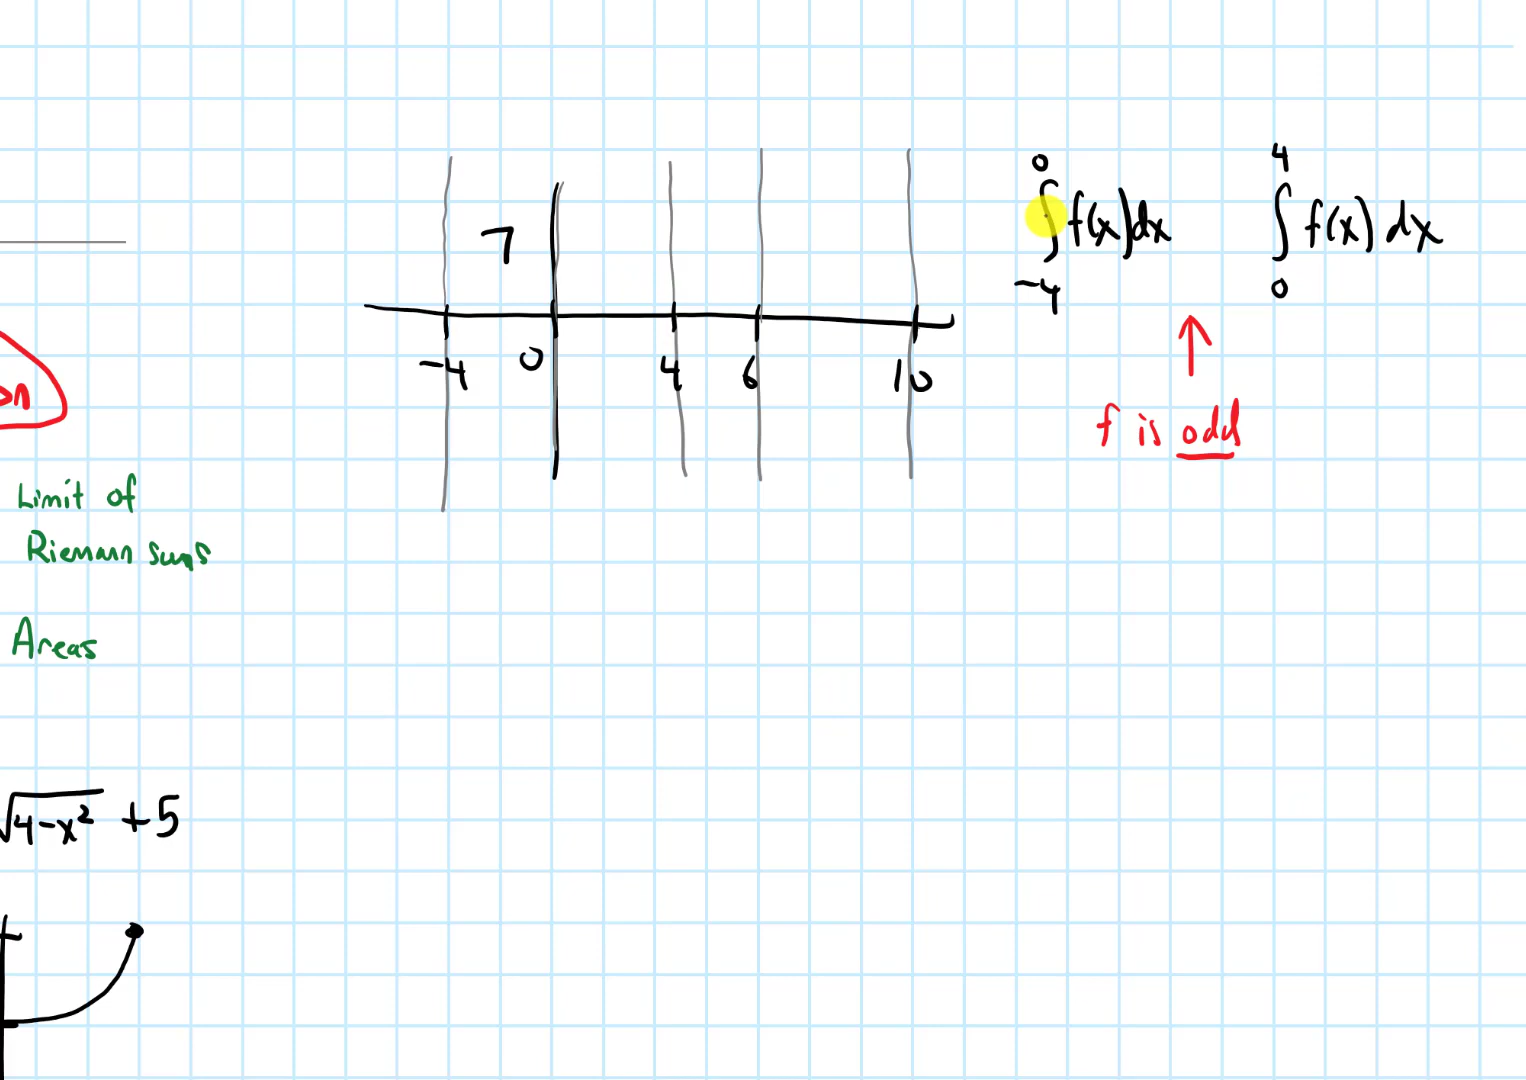 0
∫ f(x)dx
-4
4
∫ f(x) dx
0
7
-4 0 4 6 10
↑
f is odd
on
Limit of
Riemann sums
Areas
√4-x² +5